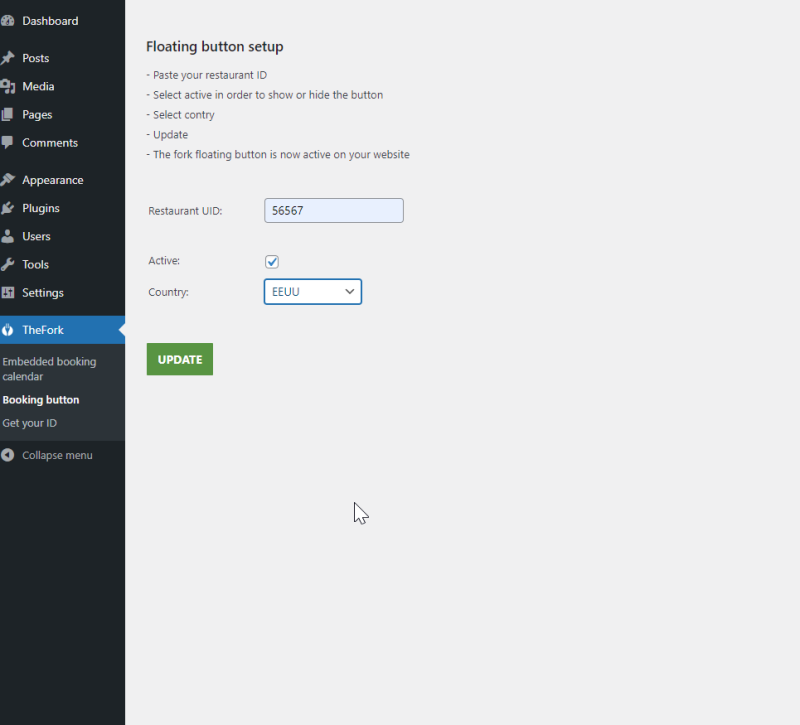 Dashboard
Posts
Media
Pages
Comments
Appearance
Plugins
Users
Tools
Settings
TheFork
Embedded booking
calendar
Booking button
Get your ID
Collapse menu
Floating button setup
- Paste your restaurant ID
- Select active in order to show or hide the button
- Select contry
- Update
- The fork floating button is now active on your website
Restaurant UID: 56567
Active:
Country: EEUU
UPDATE